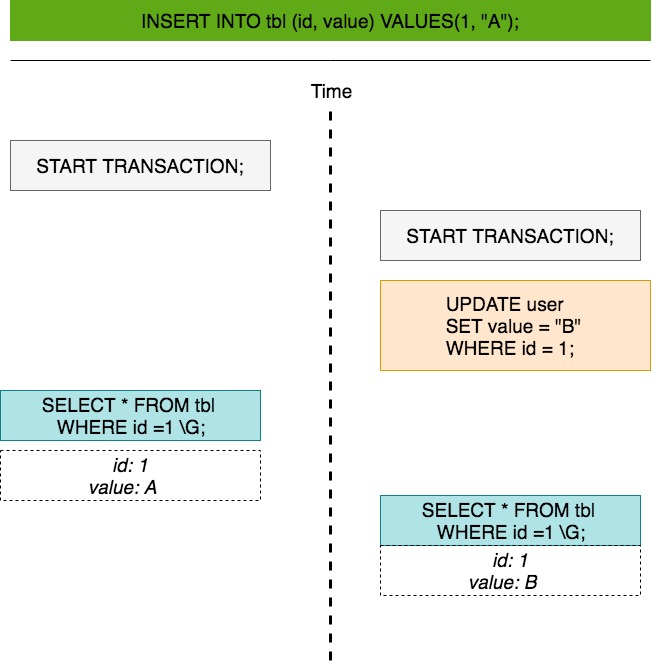 INSERT INTO tbl (id, value) VALUES(1, "A");
Time
START TRANSACTION;
START TRANSACTION;
UPDATE user
SET value = "B"
WHERE id = 1;
SELECT * FROM tbl
WHERE id =1 \G;
id: 1
value: A
SELECT * FROM tbl
WHERE id =1 \G;
id: 1
value: B